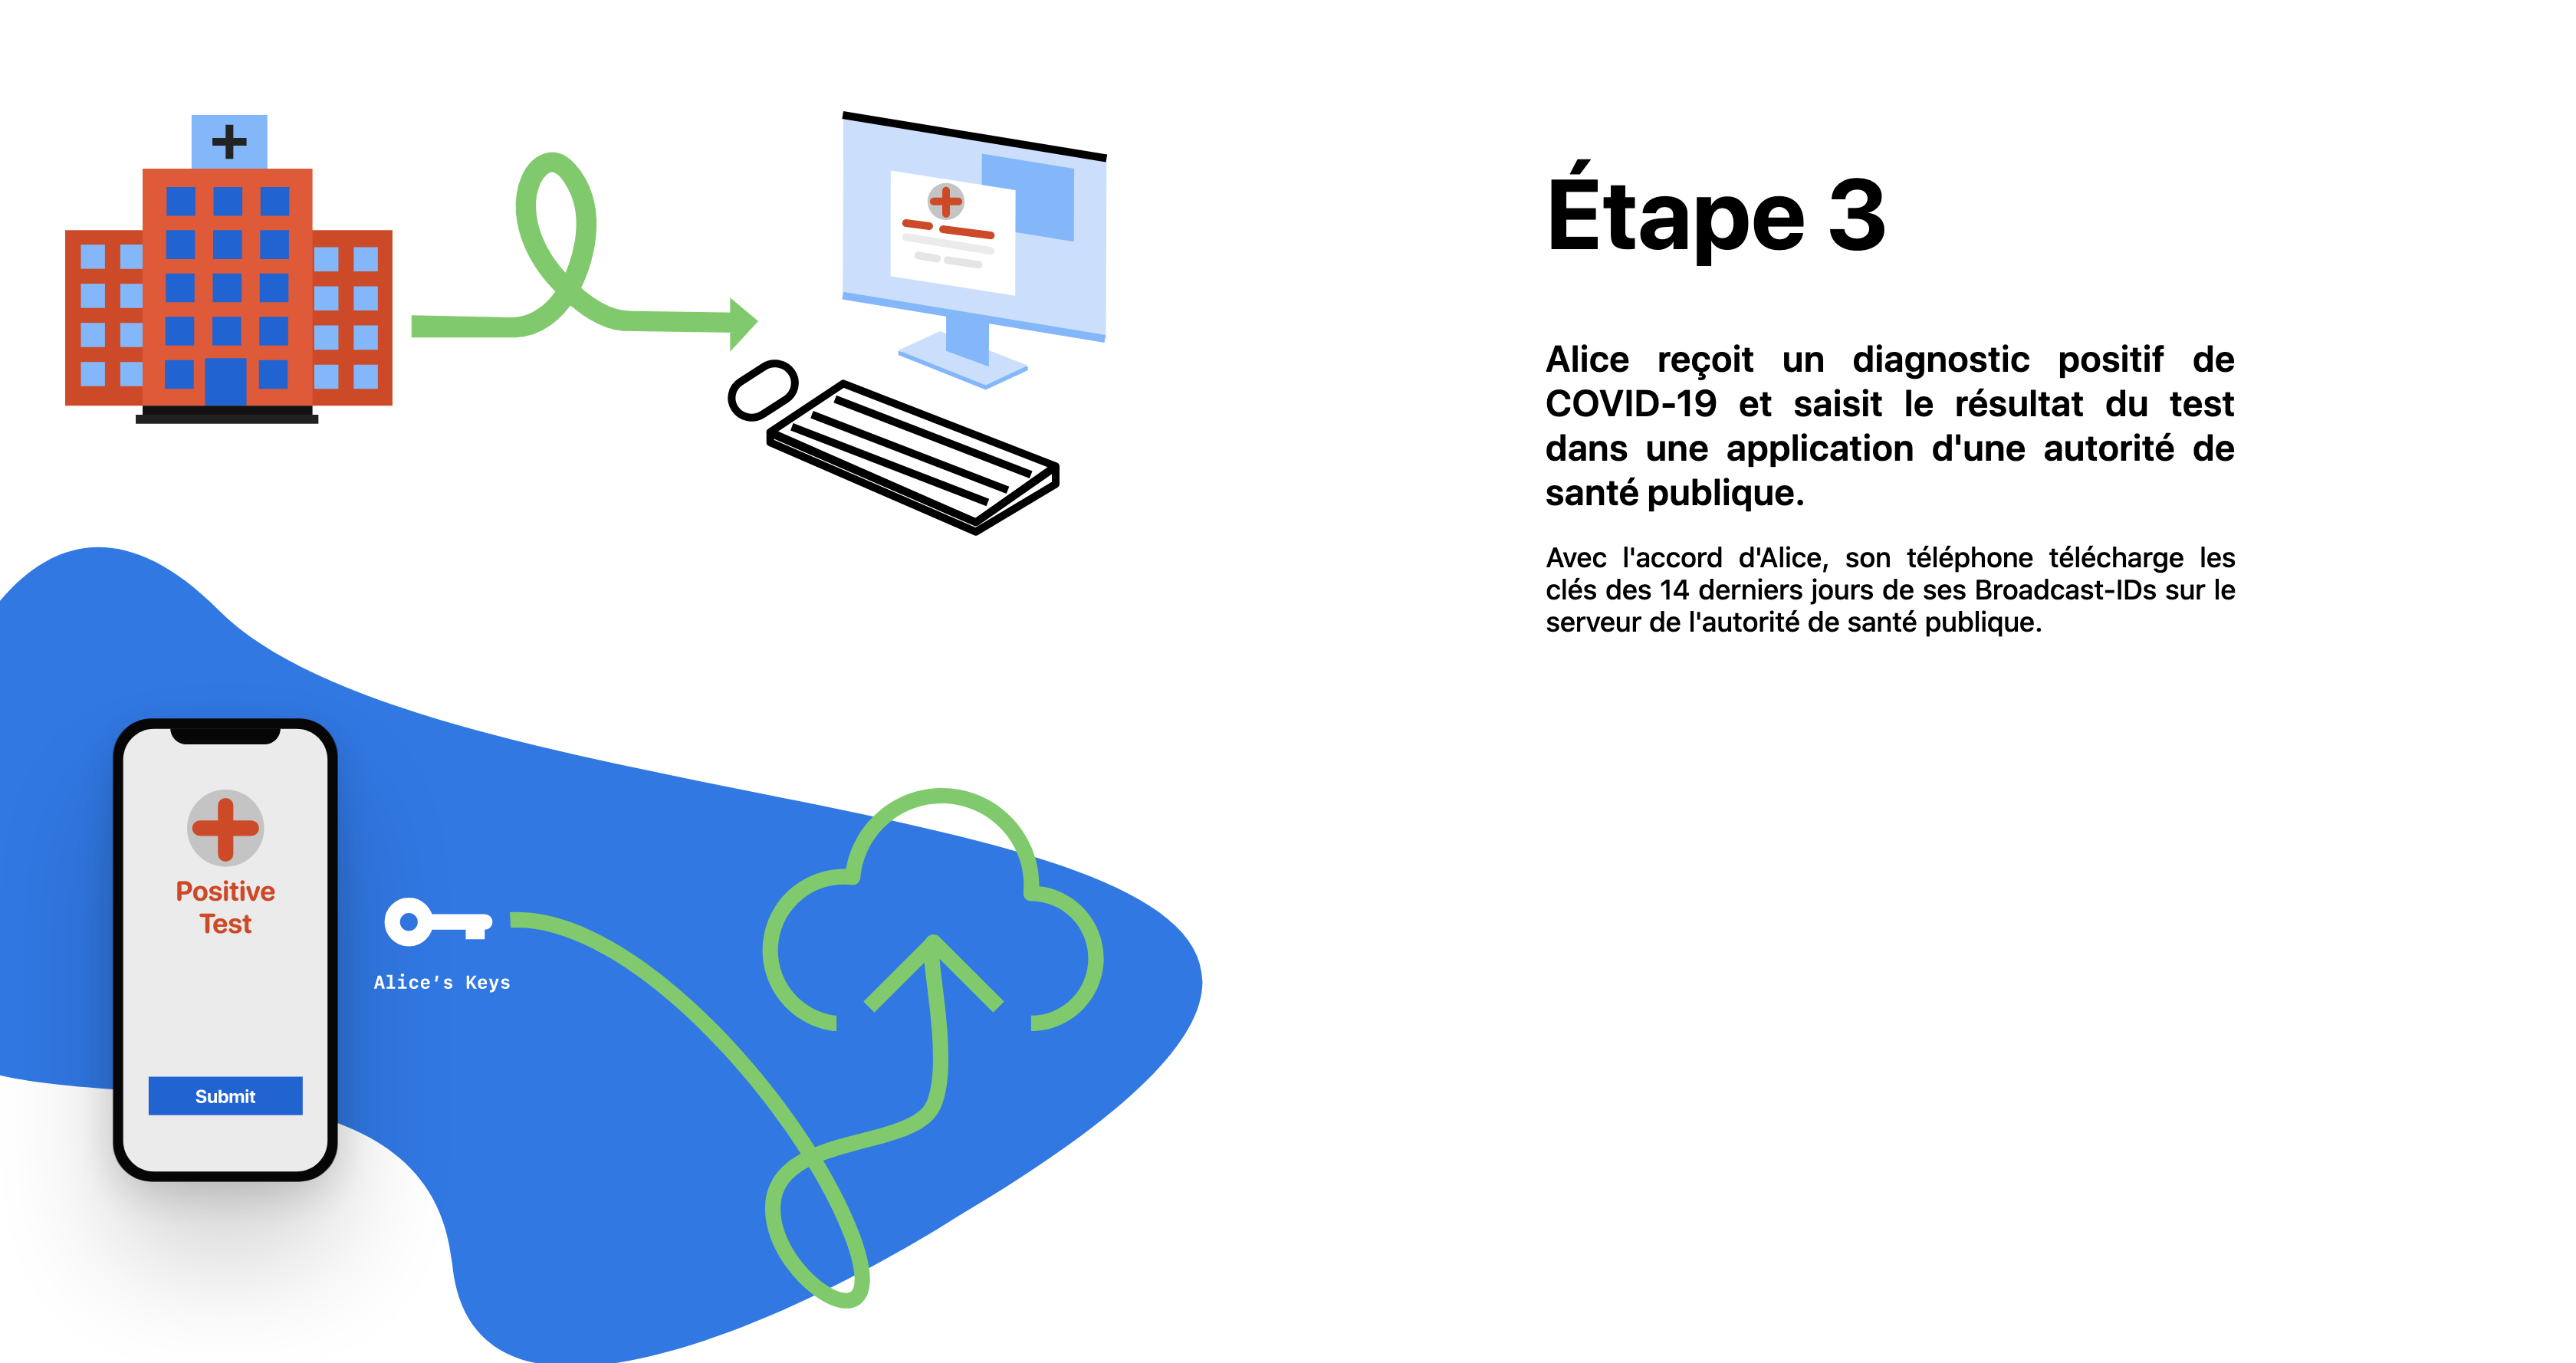 Étape 3
Alice reçoit un diagnostic positif de
COVID-19 et saisit le résultat du test
dans une application d'une autorité de
santé publique.
Avec l'accord d'Alice, son téléphone télécharge les
clés des 14 derniers jours de ses Broadcast-IDs sur le
serveur de l'autorité de santé publique.
Positive
Test
Alice's Keys
Submit